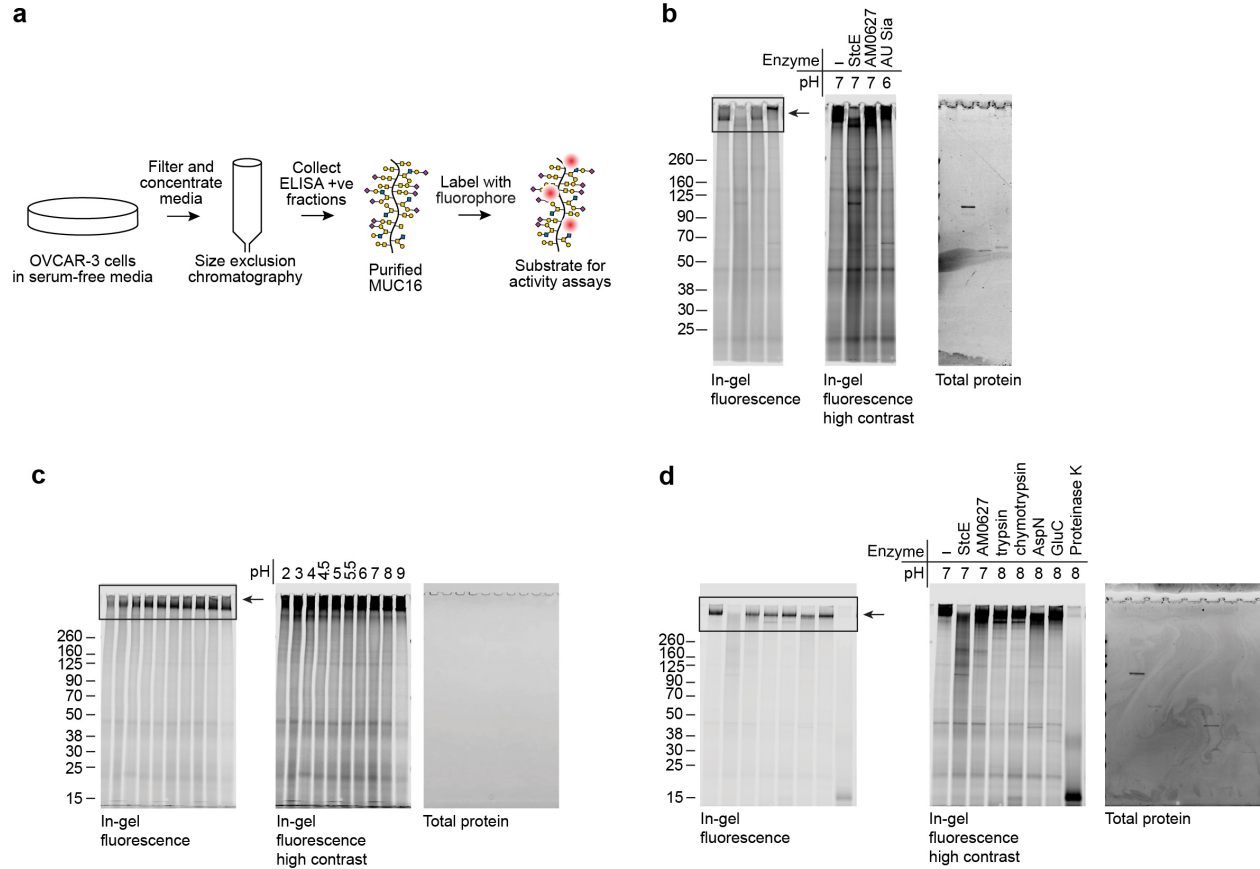 a
Filter and
concentrate
media
Collect
ELISA +ve
fractions
Label with
fluorophore
OVCAR-3 cells
in serum-free media
Size exclusion
chromatography
Purified
MUC16
Substrate for
activity assays
b
Enzyme – StcE AM0627 AU Sia
pH 7 7 7 6
260
160
125
90
70
50
38
30
25
In-gel
fluorescence
In-gel
fluorescence
high contrast
Total protein
c
pH 2 3 4 4.5 5 5.5 6 7 8 9
260
160
125
90
70
50
38
30
25
15
In-gel
fluorescence
In-gel
fluorescence
high contrast
Total protein
d
Enzyme – StcE AM0627 trypsin chymotrypsin AspN GluC Proteinase K
pH 7 7 7 8 8 8 8 8
260
160
125
90
70
50
38
30
25
15
In-gel
fluorescence
In-gel
fluorescence
high contrast
Total protein